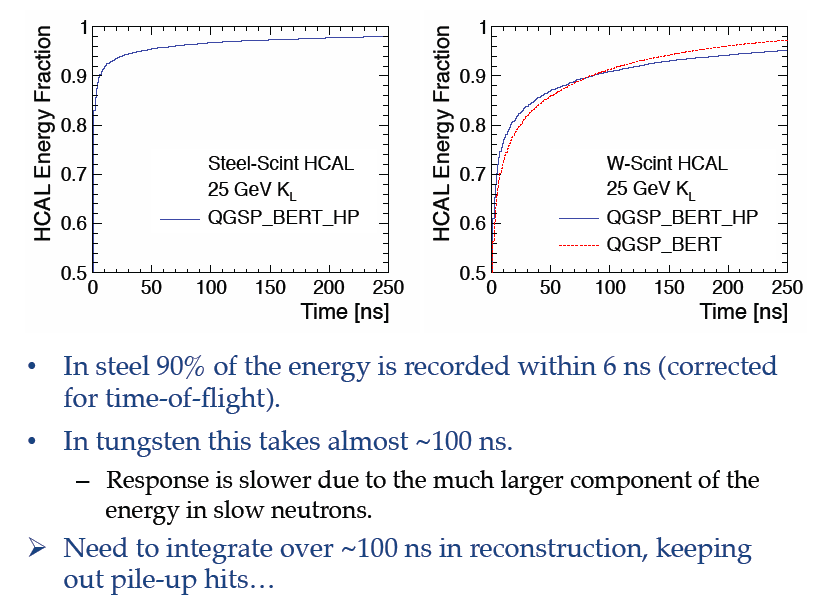 HCAL Energy Fraction
1
0.9
0.8
0.7
0.6
0.5
Steel-Scint HCAL
25 GeV K_L
QGSP_BERT_HP
0 50 100 150 200 250
Time [ns]
HCAL Energy Fraction
1
0.9
0.8
0.7
0.6
0.5
W-Scint HCAL
25 GeV K_L
QGSP_BERT_HP
QGSP_BERT
0 50 100 150 200 250
Time [ns]
• In steel 90% of the energy is recorded within 6 ns (corrected
for time-of-flight).
• In tungsten this takes almost ~100 ns.
– Response is slower due to the much larger component of the
energy in slow neutrons.
➢ Need to integrate over ~100 ns in reconstruction, keeping
out pile-up hits…